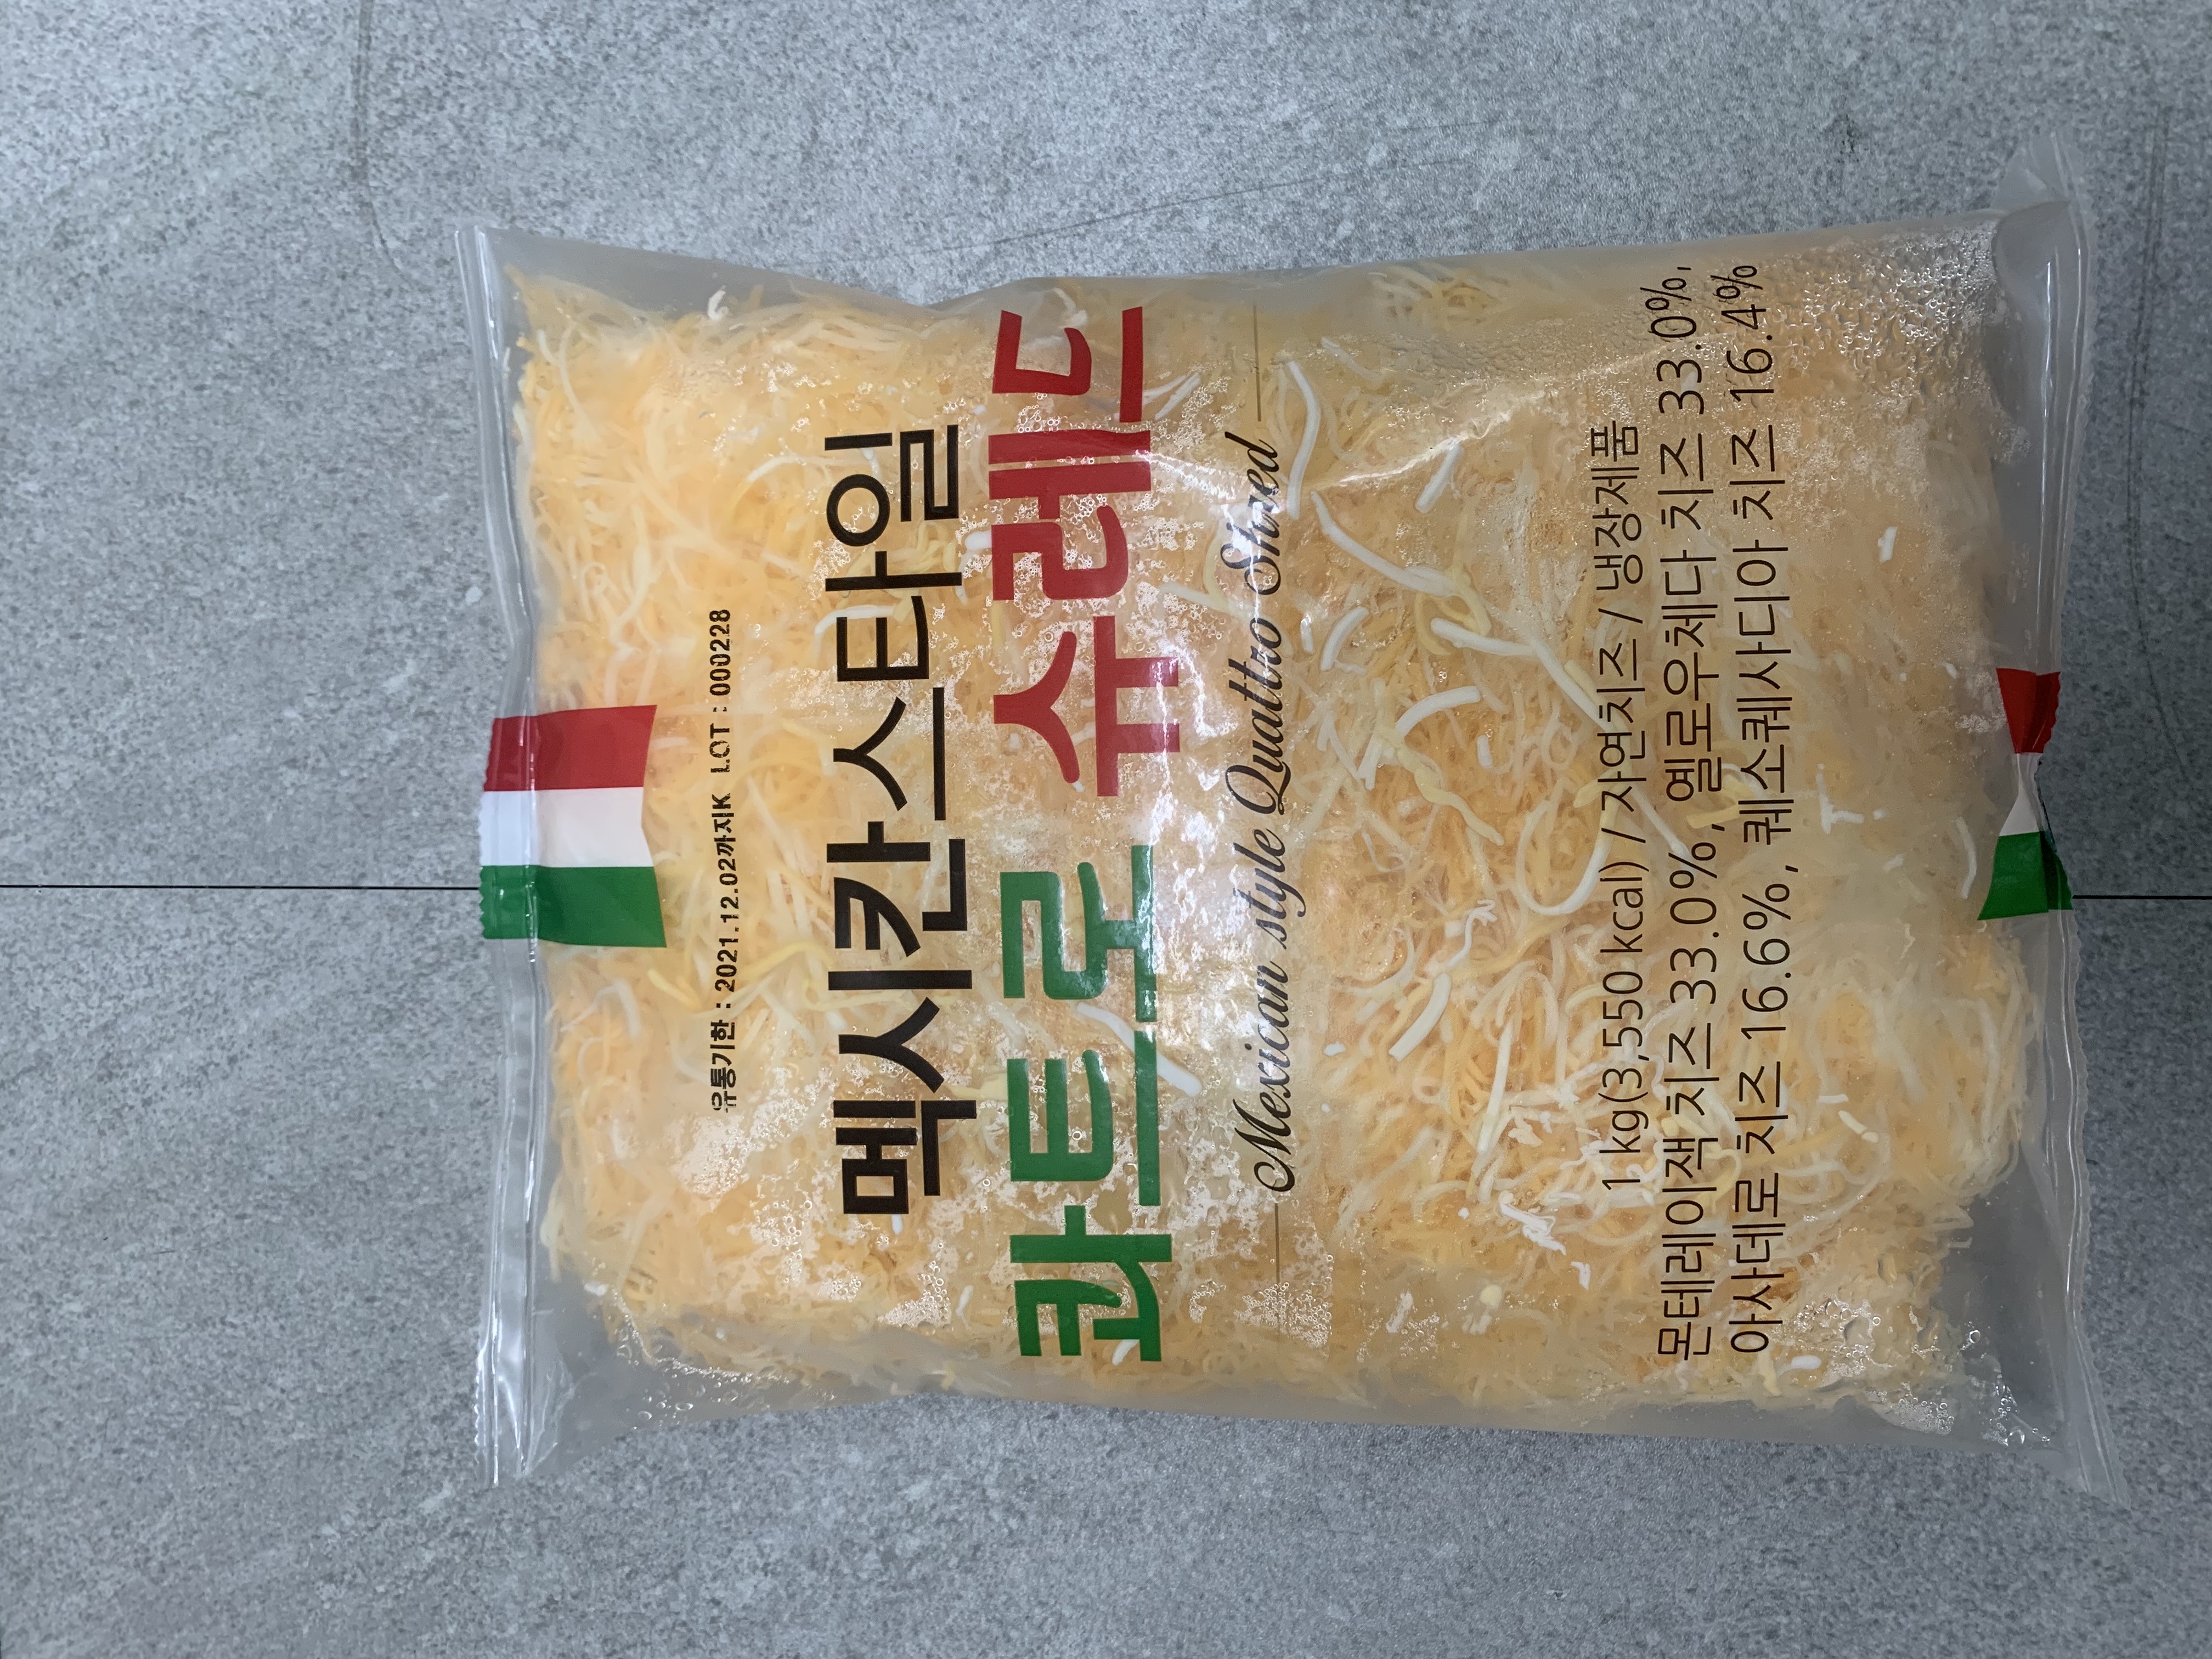 유통기한 : 2021.12.02까지K LOT : 000228
멕시칸스타일
콰트로 슈레드
Mexican style Quattro Shred
1 kg(3,550 kcal) / 자연치즈 / 냉장제품
몬테레이잭 치즈 33.0%, 옐로우체다 치즈 33.0%,
아사데로 치즈 16.6%, 퀘소퀘사디아 치즈 16.4%